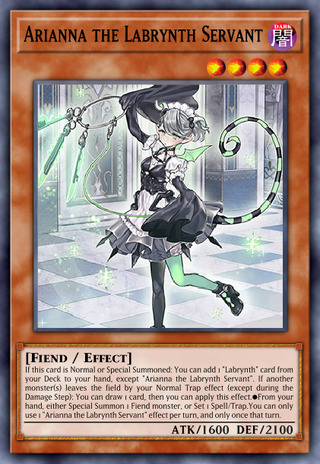 Arianna the Labrynth Servant
DARK
闇
[Fiend / Effect]
If this card is Normal or Special Summoned: You can add 1 "Labrynth" card from
your Deck to your hand, except "Arianna the Labrynth Servant". If another
monster(s) leaves the field by your Normal Trap effect (except during the
Damage Step): You can draw 1 card, then you can apply this effect.●From your
hand, either Special Summon 1 Fiend monster, or Set 1 Spell/Trap.You can only
use 1 "Arianna the Labrynth Servant" effect per turn, and only once that turn.
ATK/1600 DEF/2100